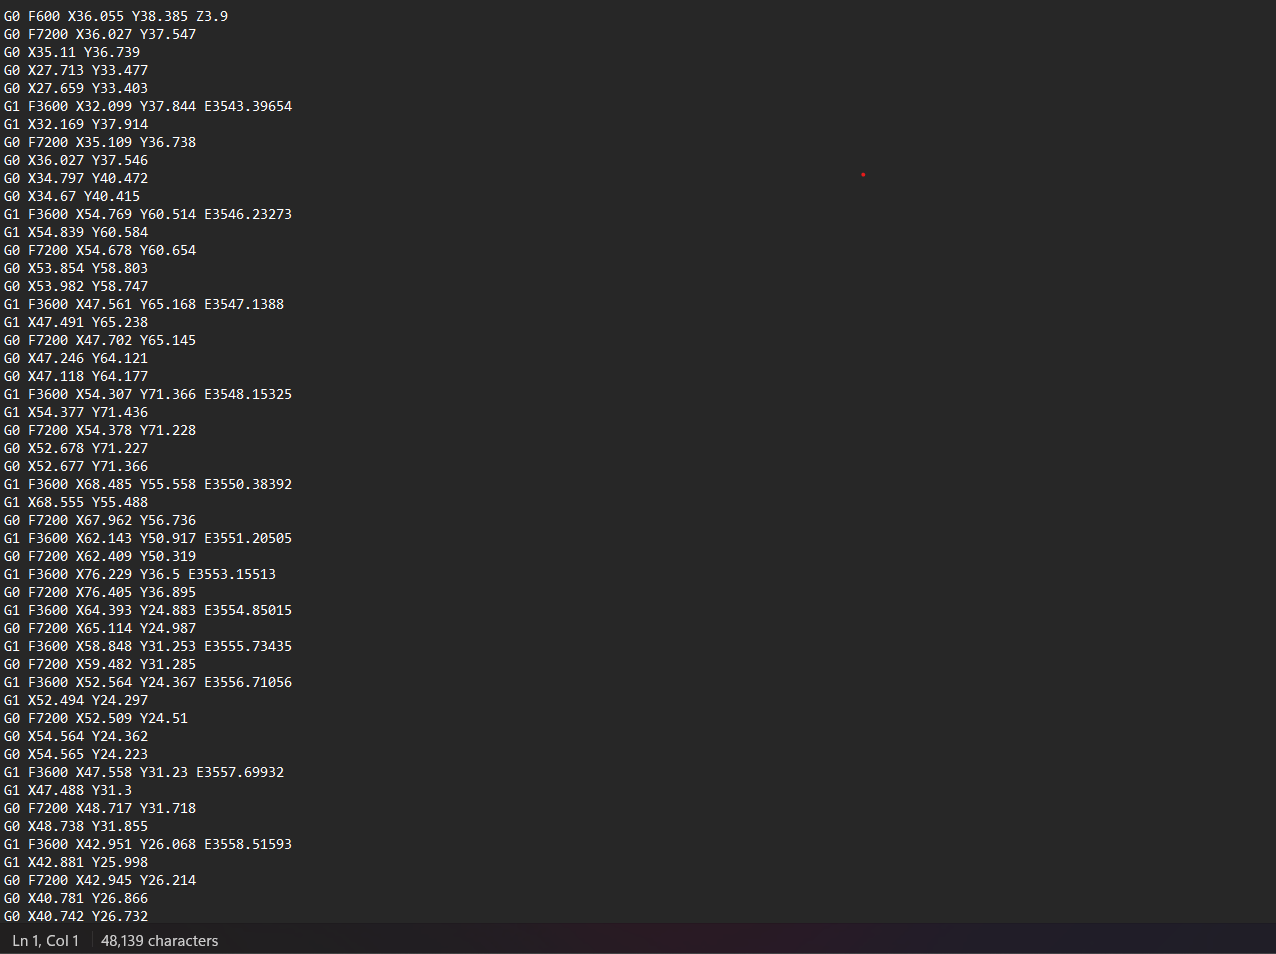 G0 F600 X36.055 Y38.385 Z3.9
G0 F7200 X36.027 Y37.547
G0 X35.11 Y36.739
G0 X27.713 Y33.477
G0 X27.659 Y33.403
G1 F3600 X32.099 Y37.844 E3543.39654
G1 X32.169 Y37.914
G0 F7200 X35.109 Y36.738
G0 X36.027 Y37.546
G0 X34.797 Y40.472
G0 X34.67 Y40.415
G1 F3600 X54.769 Y60.514 E3546.23273
G1 X54.839 Y60.584
G0 F7200 X54.678 Y60.654
G0 X53.854 Y58.803
G0 X53.982 Y58.747
G1 F3600 X47.561 Y65.168 E3547.1388
G1 X47.491 Y65.238
G0 F7200 X47.702 Y65.145
G0 X47.246 Y64.121
G0 X47.118 Y64.177
G1 F3600 X54.307 Y71.366 E3548.15325
G1 X54.377 Y71.436
G0 F7200 X54.378 Y71.228
G0 X52.678 Y71.227
G0 X52.677 Y71.366
G1 F3600 X68.485 Y55.558 E3550.38392
G1 X68.555 Y55.488
G0 F7200 X67.962 Y56.736
G1 F3600 X62.143 Y50.917 E3551.20505
G0 F7200 X62.409 Y50.319
G1 F3600 X76.229 Y36.5 E3553.15513
G0 F7200 X76.405 Y36.895
G1 F3600 X64.393 Y24.883 E3554.85015
G0 F7200 X65.114 Y24.987
G1 F3600 X58.848 Y31.253 E3555.73435
G0 F7200 X59.482 Y31.285
G1 F3600 X52.564 Y24.367 E3556.71056
G1 X52.494 Y24.297
G0 F7200 X52.509 Y24.51
G0 X54.564 Y24.362
G0 X54.565 Y24.223
G1 F3600 X47.558 Y31.23 E3557.69932
G1 X47.488 Y31.3
G0 F7200 X48.717 Y31.718
G0 X48.738 Y31.855
G1 F3600 X42.951 Y26.068 E3558.51593
G1 X42.881 Y25.998
G0 F7200 X42.945 Y26.214
G0 X40.781 Y26.866
G0 X40.742 Y26.732
Ln 1, Col 1 48,139 characters